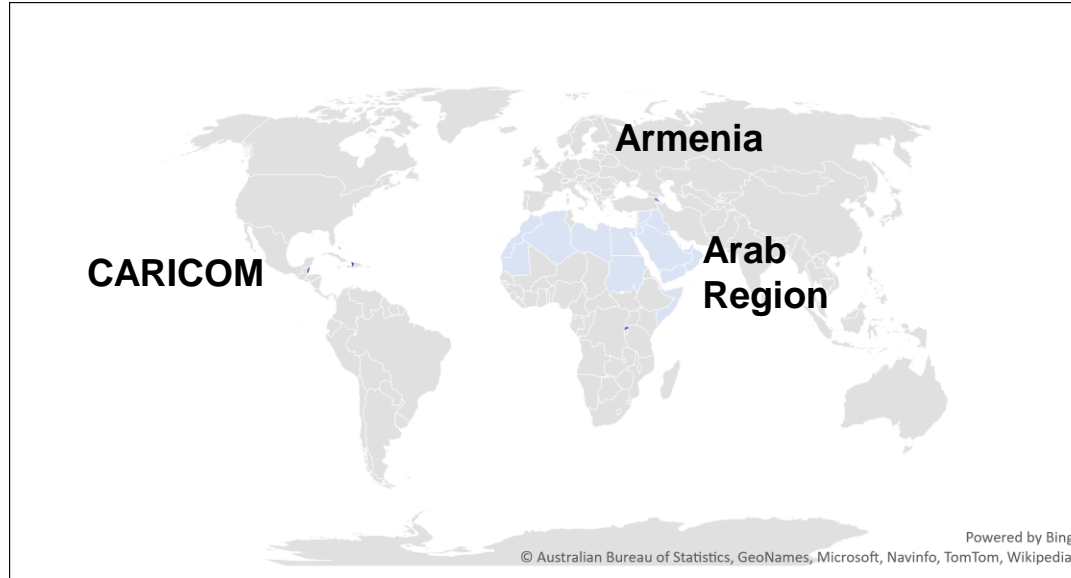 Armenia
CARICOM
Arab
Region
Powered by Bing
© Australian Bureau of Statistics, GeoNames, Microsoft, Navinfo, TomTom, Wikipedia